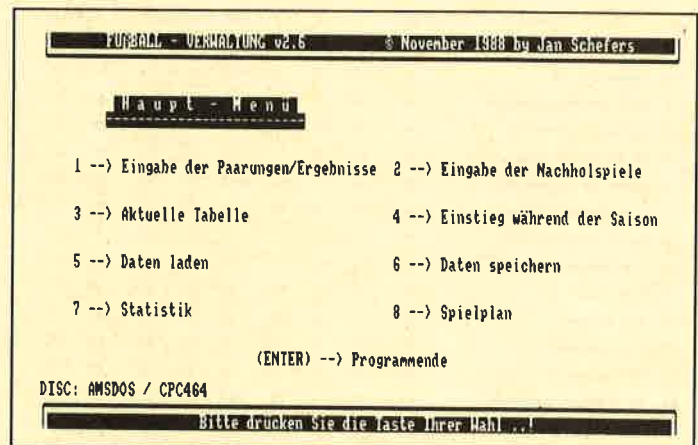 FUßBALL - VERWALTUNG v2.6 © November 1988 by Jan Schefers
Haupt - Menü
1 --> Eingabe der Paarungen/Ergebnisse 2 --> Eingabe der Nachholspiele
3 --> Aktuelle Tabelle 4 --> Einstieg während der Saison
5 --> Daten laden 6 --> Daten speichern
7 --> Statistik 8 --> Spielplan
(ENTER) --> Programmende
DISC: AMSDOS / CPC464
Bitte drücken Sie die Taste Ihrer Wahl ..!